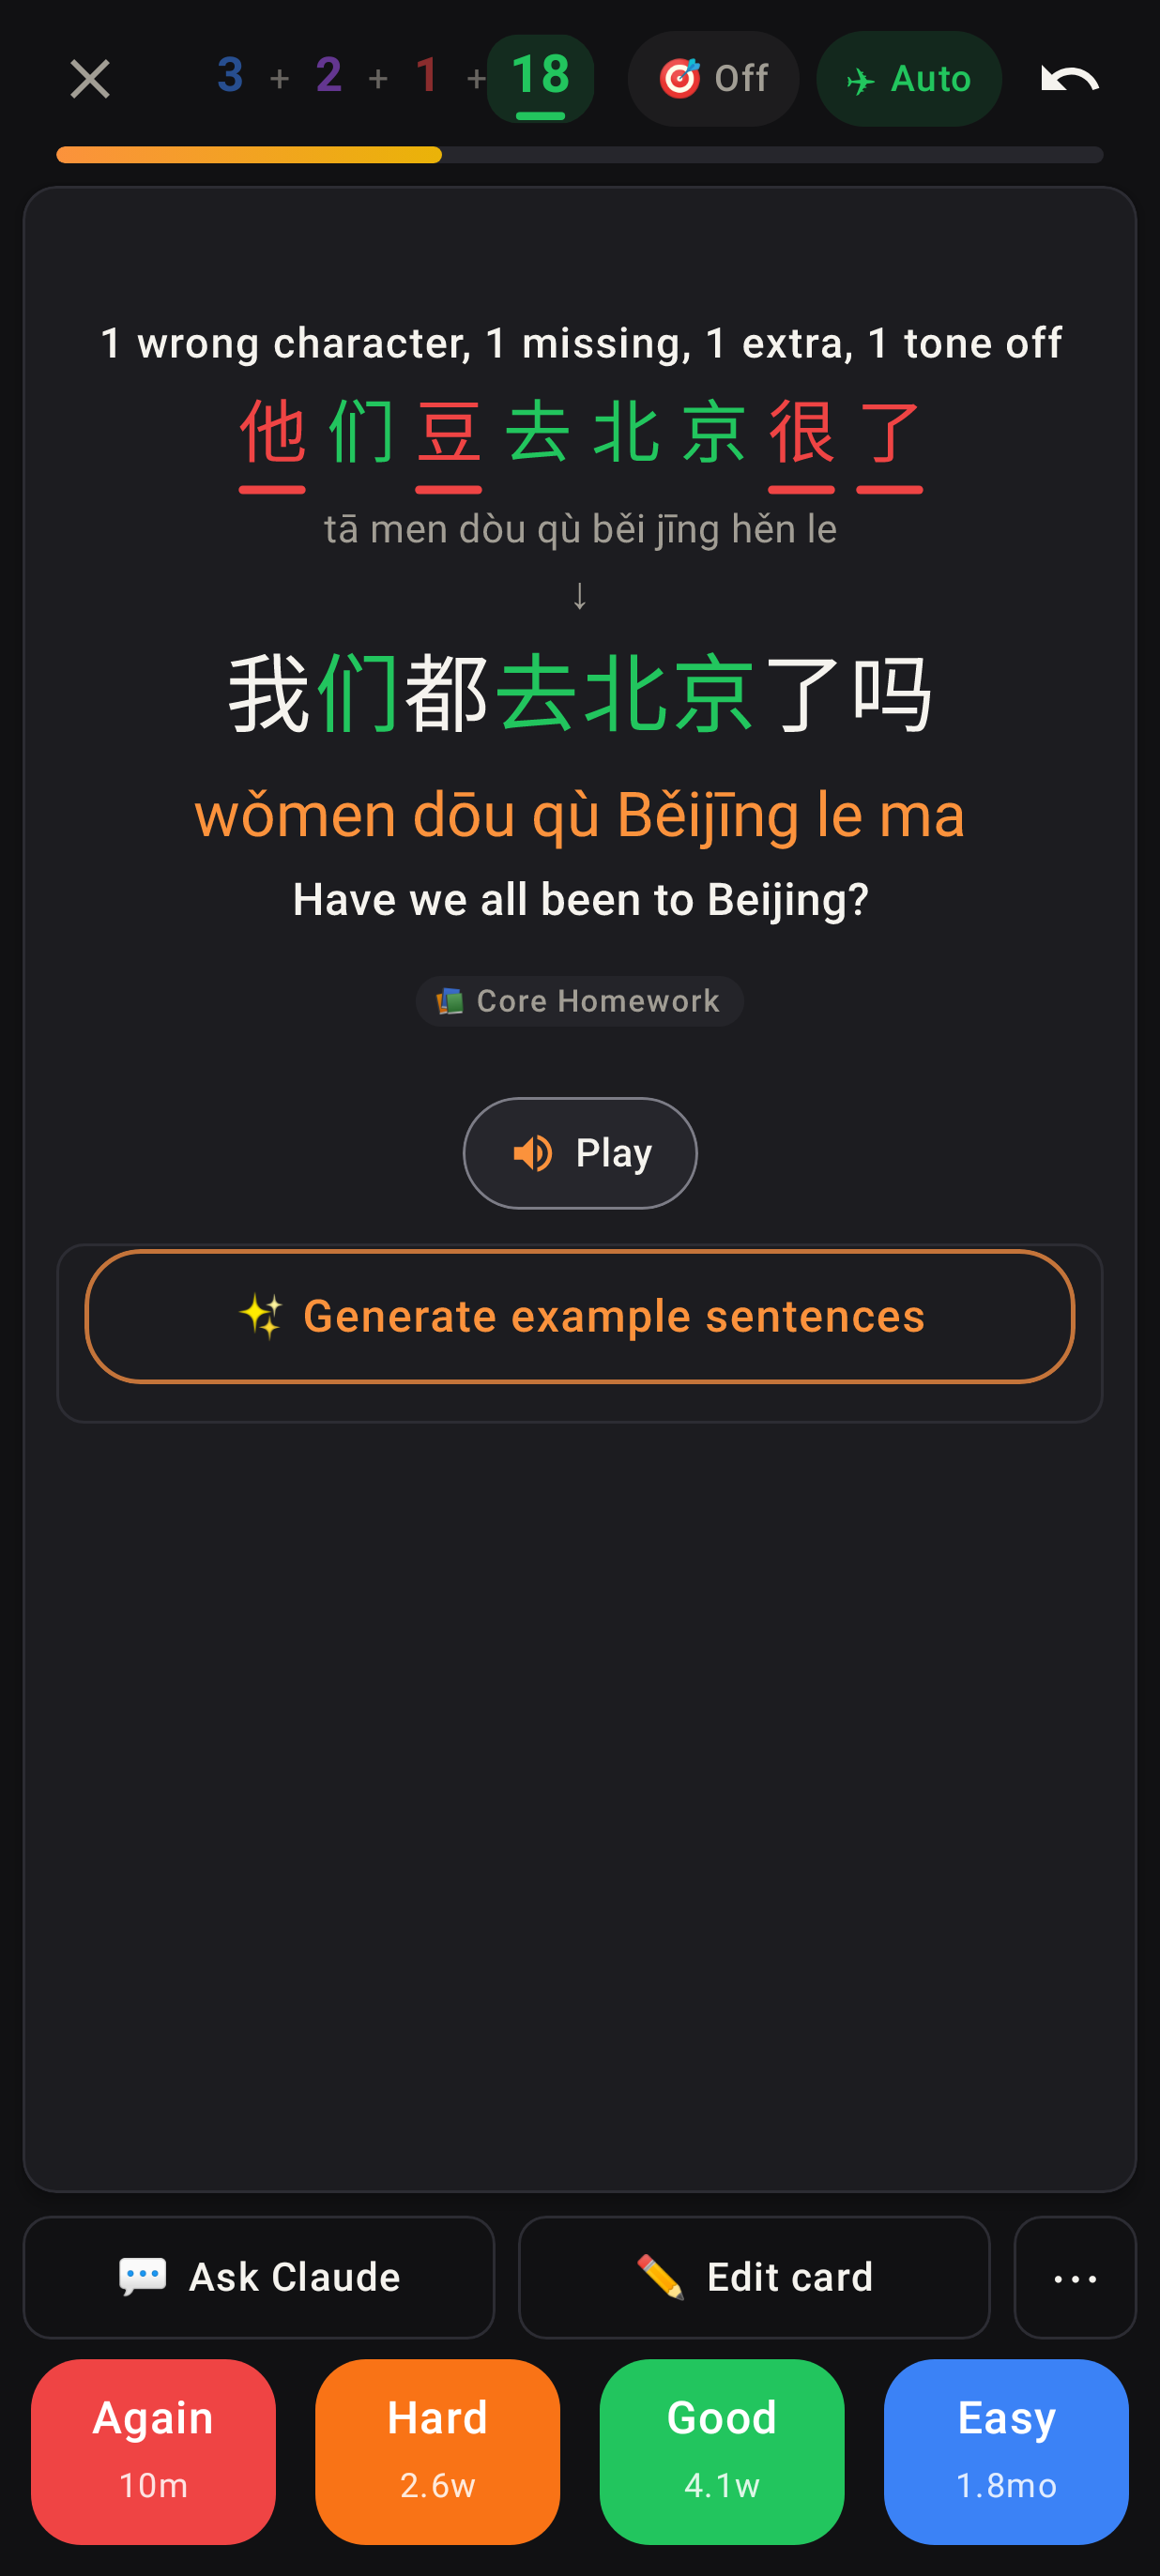 3 + 2 + 1 + 18 🎯 Off ✈ Auto
1 wrong character, 1 missing, 1 extra, 1 tone off
他们豆去北京很了
tā men dòu qù běi jīng hěn le
↓
我们都去北京了吗
wǒmen dōu qù Běijīng le ma
Have we all been to Beijing?
Core Homework
Play
✨ Generate example sentences
💬 Ask Claude ✏️ Edit card ...
Again Hard Good Easy
10m 2.6w 4.1w 1.8mo